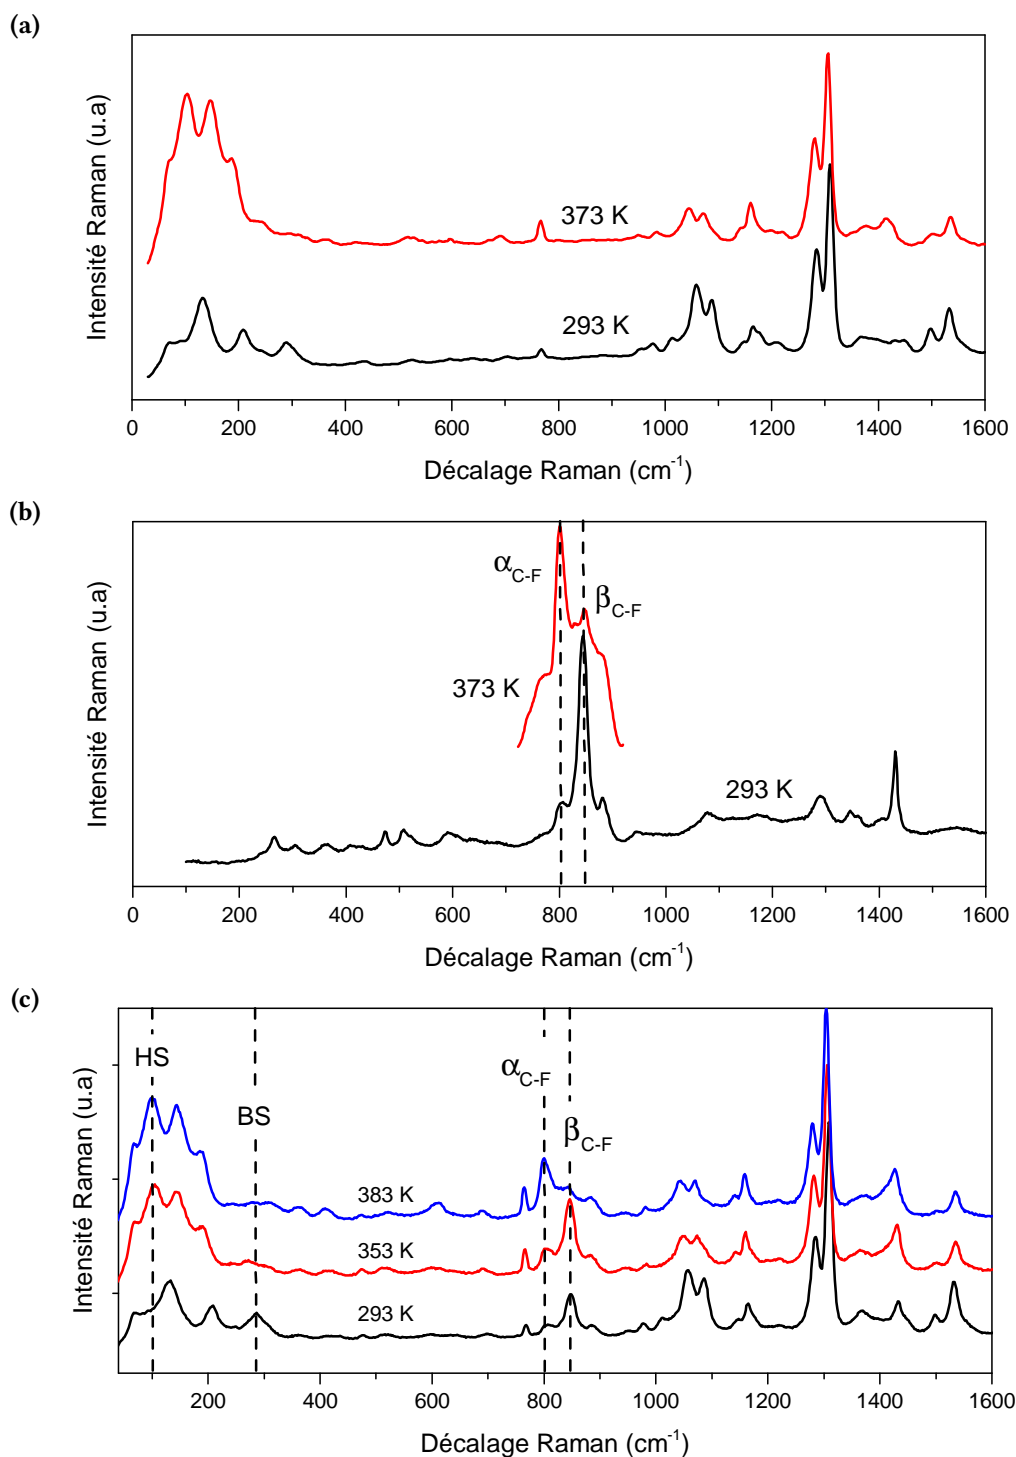 (a)
Intensité Raman (u.a)
373 K
293 K
0 200 400 600 800 1000 1200 1400 1600
Décalage Raman (cm-1)
(b)
Intensité Raman (u.a)
αC-F
βC-F
373 K
293 K
0 200 400 600 800 1000 1200 1400 1600
Décalage Raman (cm-1)
(c)
Intensité Raman (u.a)
HS
BS
αC-F
βC-F
383 K
353 K
293 K
200 400 600 800 1000 1200 1400 1600
Décalage Raman (cm-1)